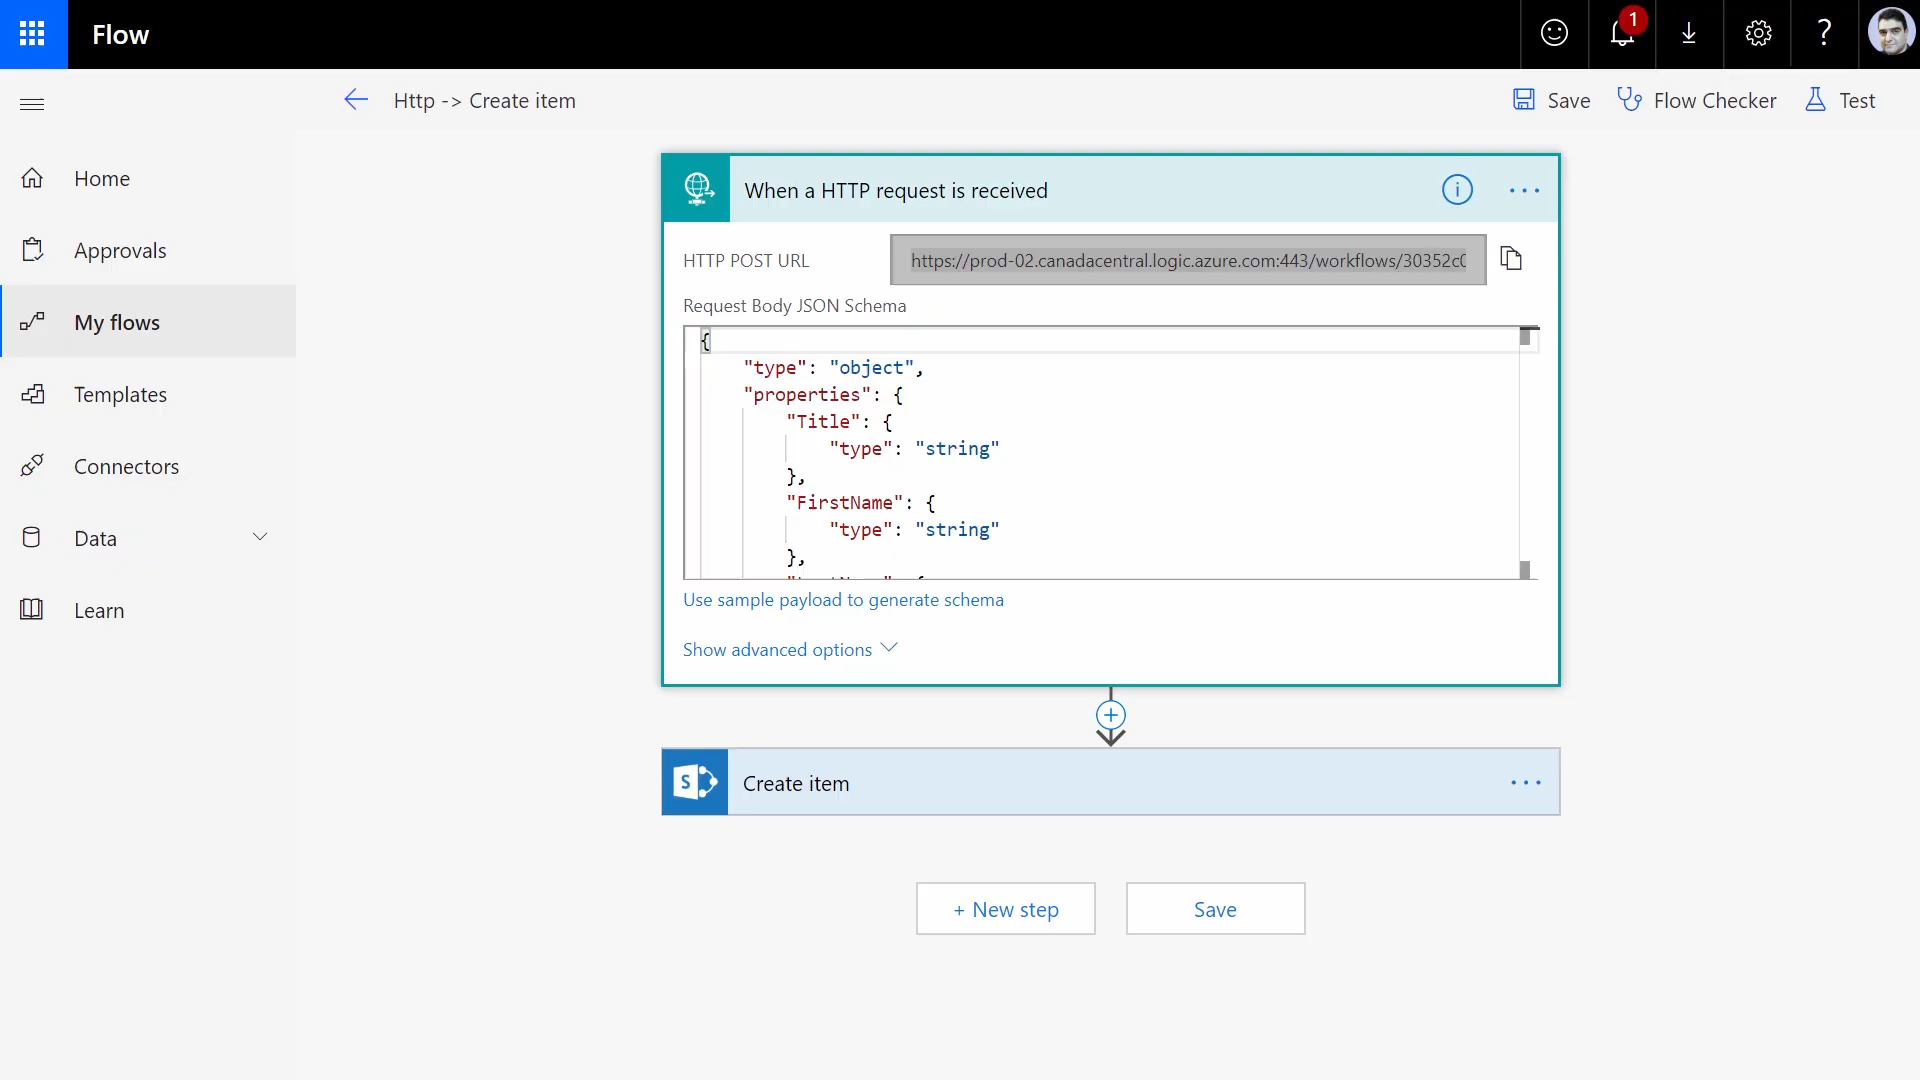 Flow
1
?
Http -> Create item
Save
Flow Checker
Test
Home
Approvals
My flows
Templates
Connectors
Data
Learn
When a HTTP request is received
i
...
HTTP POST URL
https://prod-02.canadacentral.logic.azure.com:443/workflows/30352c0
Request Body JSON Schema
{
"type": "object",
"properties": {
"Title": {
"type": "string"
},
"FirstName": {
"type": "string"
},
Use sample payload to generate schema
Show advanced options
S
Create item
...
+ New step
Save